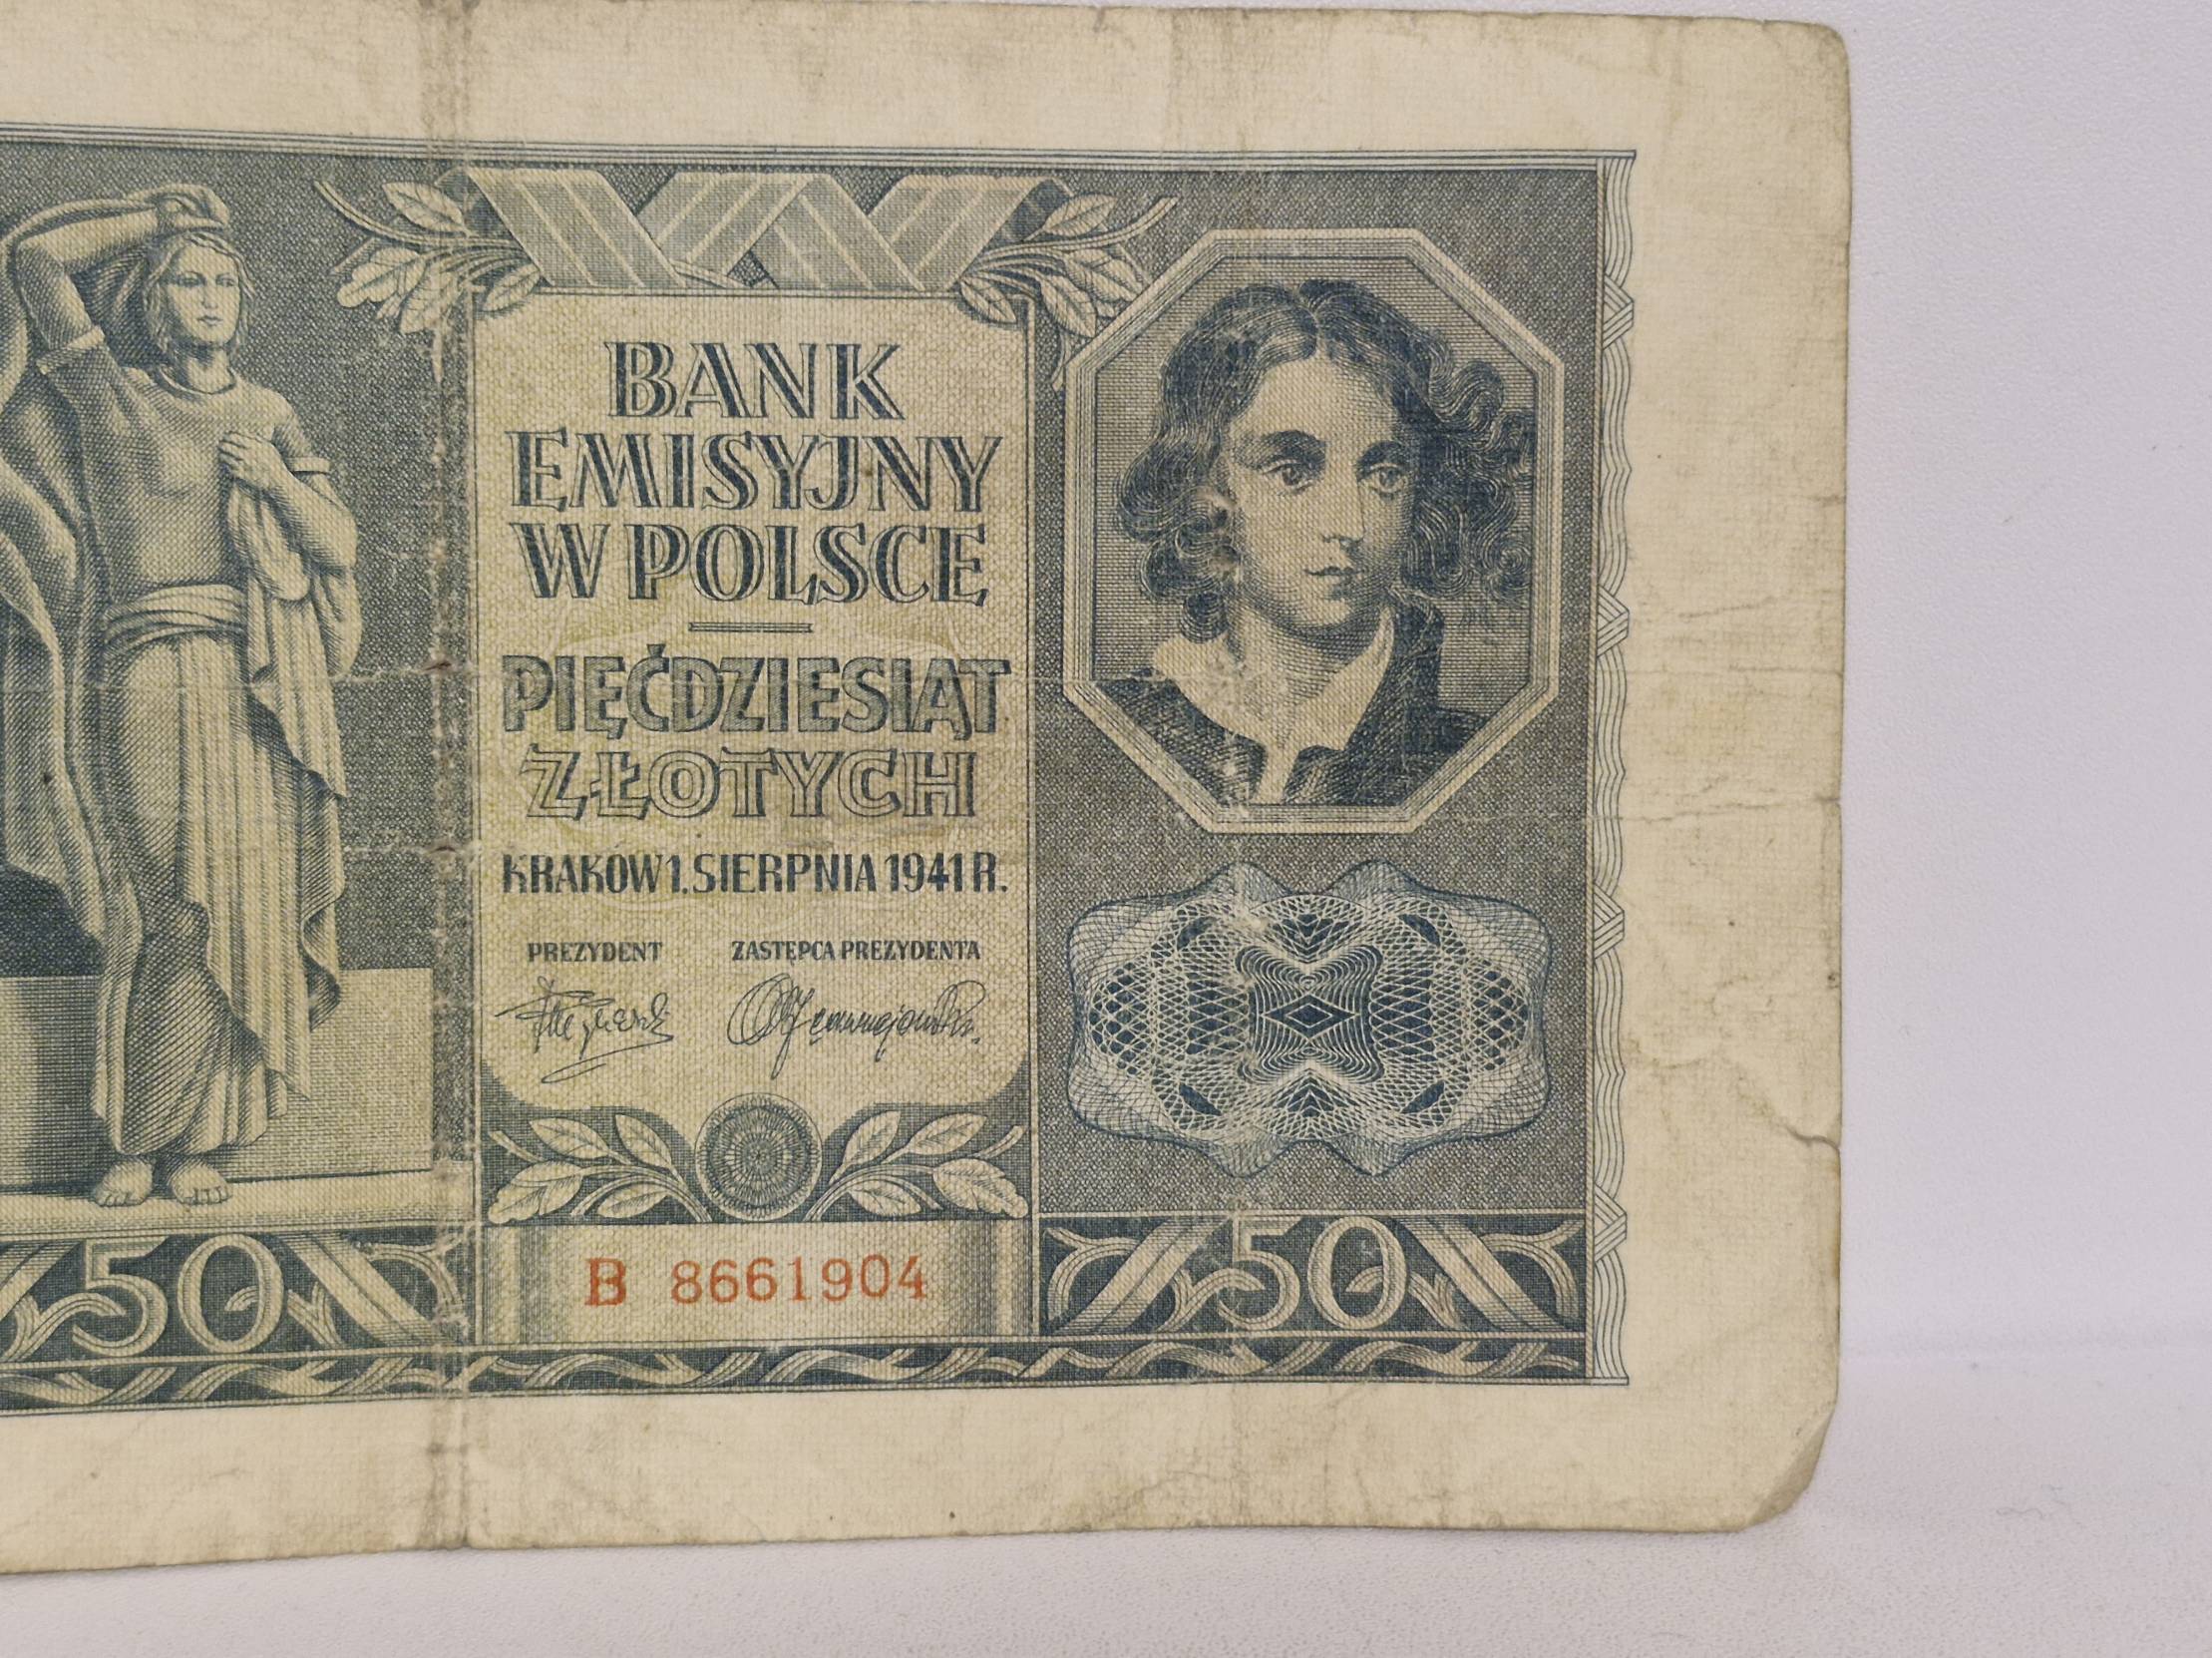 BANK
EMISYJNY
W POLSCE
PIĘĆDZIESIĄT
ZŁOTYCH
KRAKÓW 1. SIERPNIA 1941 R.
PREZYDENT ZASTĘPCA PREZYDENTA
50 B 8661904 50